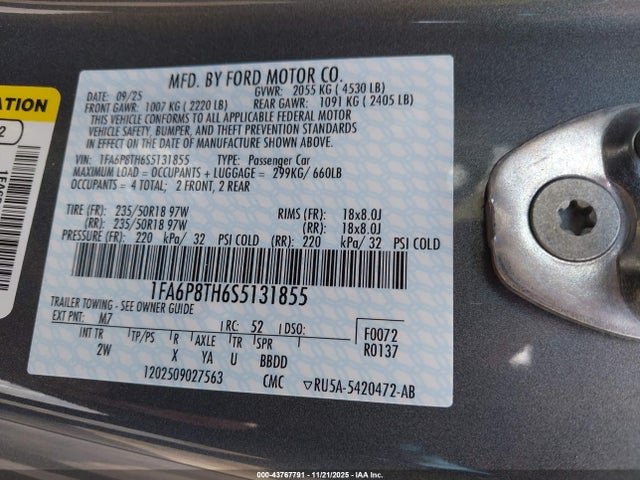 ATION
2
MFD. BY FORD MOTOR CO.
DATE: 09/25 GVWR: 2055 KG ( 4530 LB)
FRONT GAWR: 1007 KG ( 2220 LB) REAR GAWR: 1091 KG ( 2405 LB)
THIS VEHICLE CONFORMS TO ALL APPLICABLE FEDERAL MOTOR
VEHICLE SAFETY, BUMPER, AND THEFT PREVENTION STANDARDS
IN EFFECT ON THE DATE OF MANUFACTURE SHOWN ABOVE.
VIN: 1FA6P8TH6S5131855 TYPE: Passenger Car
MAXIMUM LOAD = OCCUPANTS + LUGGAGE = 299KG/ 660LB
OCCUPANTS = 4 TOTAL; 2 FRONT, 2 REAR
TIRE (FR): 235/50R18 97W RIMS (FR): 18x8.0J
(RR): 235/50R18 97W (RR): 18x8.0J
PRESSURE (FR): 220 kPa/ 32 PSI COLD (RR): 220 kPa/ 32 PSI COLD
1FA6P8TH6S5131855
TRAILER TOWING - SEE OWNER GUIDE
EXT PNT: M7 RC: 52 DSO: F0072
INT TR TP/PS R AXLE TR SPR R0137
2W X YA U BBDD
1202509027563 CMC RU5A-5420472-AB
000-43767791 - 11/21/2025 - IAAI, Inc.